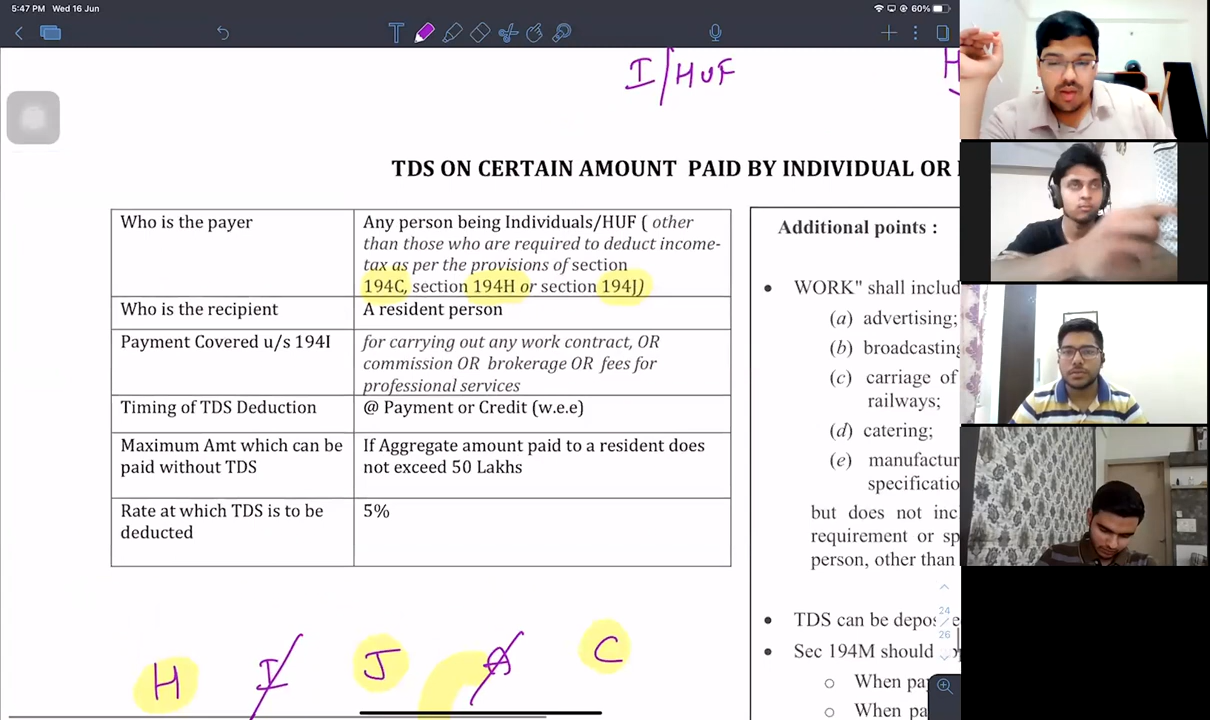 5:47 PM Wed 16 Jun
60%
I/HUF
TDS ON CERTAIN AMOUNT PAID BY INDIVIDUAL OR
Who is the payer
Any person being Individuals/HUF ( other
than those who are required to deduct income-
tax as per the provisions of section
194C, section 194H or section 194J)
Who is the recipient
A resident person
Payment Covered u/s 194I
for carrying out any work contract, OR
commission OR brokerage OR fees for
professional services
Timing of TDS Deduction
@ Payment or Credit (w.e.e)
Maximum Amt which can be
paid without TDS
If Aggregate amount paid to a resident does
not exceed 50 Lakhs
Rate at which TDS is to be
deducted
5%
H I J A C
Additional points :
WORK" shall includ
(a) advertising;
(b) broadcasting
(c) carriage of
railways;
(d) catering;
(e) manufactur
specificatio
but does not incl
requirement or sp
person, other than
TDS can be depos
Sec 194M should
When pay
When pa
24
26